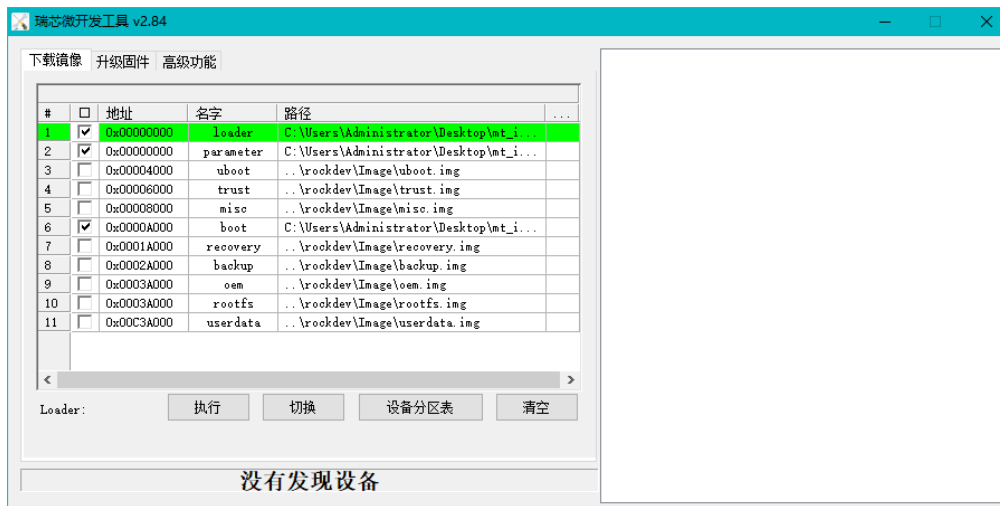 瑞芯微开发工具 v2.84
下载镜像 升级固件 高级功能
# 地址 名字 路径 ...
1 0x00000000 loader C:\Users\Administrator\Desktop\mt_i...
2 0x00000000 parameter C:\Users\Administrator\Desktop\mt_i...
3 0x00004000 uboot ..\rockdev\Image\uboot.img
4 0x00006000 trust ..\rockdev\Image\trust.img
5 0x00008000 misc ..\rockdev\Image\misc.img
6 0x0000A000 boot C:\Users\Administrator\Desktop\mt_i...
7 0x0001A000 recovery ..\rockdev\Image\recovery.img
8 0x0002A000 backup ..\rockdev\Image\backup.img
9 0x0003A000 oem ..\rockdev\Image\oem.img
10 0x0003A000 rootfs ..\rockdev\Image\rootfs.img
11 0x00C3A000 userdata ..\rockdev\Image\userdata.img
Loader: 执行 切换 设备分区表 清空
没有发现设备